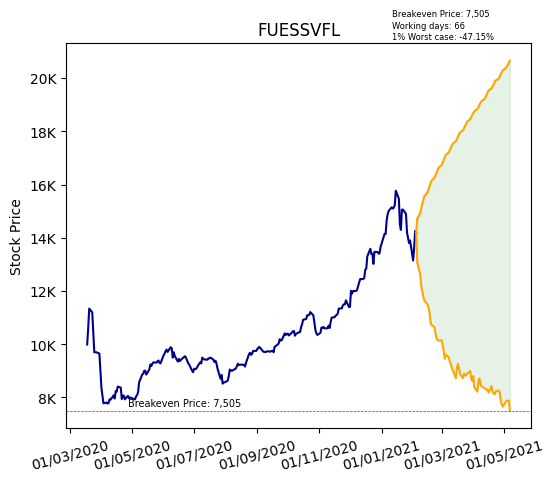 Breakeven Price: 7,505
Working days: 66
1% Worst case: -47.15%
FUESSVFL
Stock Price
20K
18K
16K
14K
12K
10K
8K
Breakeven Price: 7,505
01/03/2020
01/05/2020
01/07/2020
01/09/2020
01/11/2020
01/01/2021
01/03/2021
01/05/2021